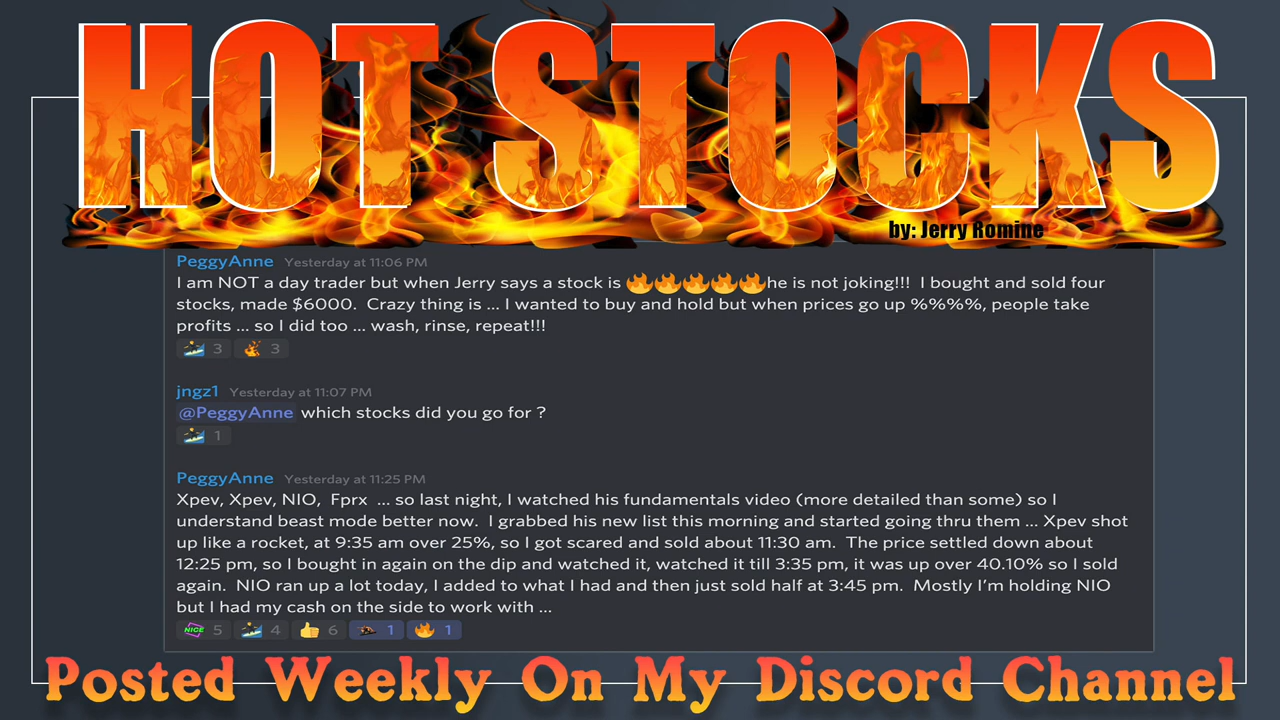 HOT STOCKS
by: Jerry Romine
PeggyAnne Yesterday at 11:06 PM
I am NOT a day trader but when Jerry says a stock is 🔥🔥🔥🔥🔥he is not joking!!! I bought and sold four
stocks, made $6000. Crazy thing is ... I wanted to buy and hold but when prices go up %%%%, people take
profits ... so I did too ... wash, rinse, repeat!!!
3 3
jngz1 Yesterday at 11:07 PM
@PeggyAnne which stocks did you go for ?
1
PeggyAnne Yesterday at 11:25 PM
Xpev, Xpev, NIO, Fprx ... so last night, I watched his fundamentals video (more detailed than some) so I
understand beast mode better now. I grabbed his new list this morning and started going thru them ... Xpev shot
up like a rocket, at 9:35 am over 25%, so I got scared and sold about 11:30 am. The price settled down about
12:25 pm, so I bought in again on the dip and watched it, watched it till 3:35 pm, it was up over 40.10% so I sold
again. NIO ran up a lot today, I added to what I had and then just sold half at 3:45 pm. Mostly I'm holding NIO
but I had my cash on the side to work with ...
NICE 5 4 👍 6 1 🔥 1
Posted Weekly On My Discord Channel